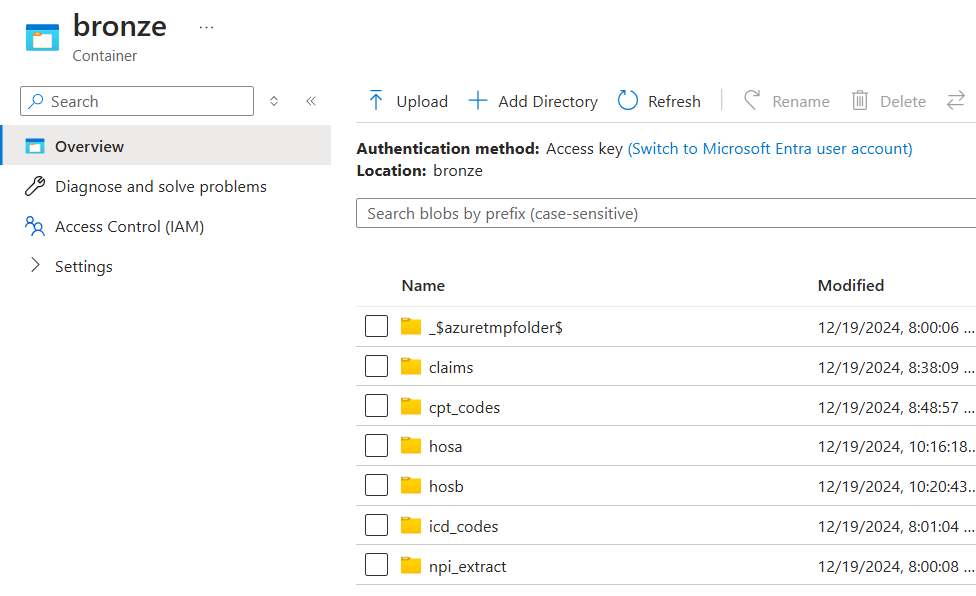 bronze ...
Container
Search
Upload Add Directory Refresh Rename Delete
Overview
Diagnose and solve problems
Access Control (IAM)
Settings
Authentication method: Access key (Switch to Microsoft Entra user account)
Location: bronze
Search blobs by prefix (case-sensitive)
Name Modified
_$azuretmpfolder$ 12/19/2024, 8:00:06 ...
claims 12/19/2024, 8:38:09 ...
cpt_codes 12/19/2024, 8:48:57 ...
hosa 12/19/2024, 10:16:18...
hosb 12/19/2024, 10:20:43...
icd_codes 12/19/2024, 8:01:04 ...
npi_extract 12/19/2024, 8:00:08 ...